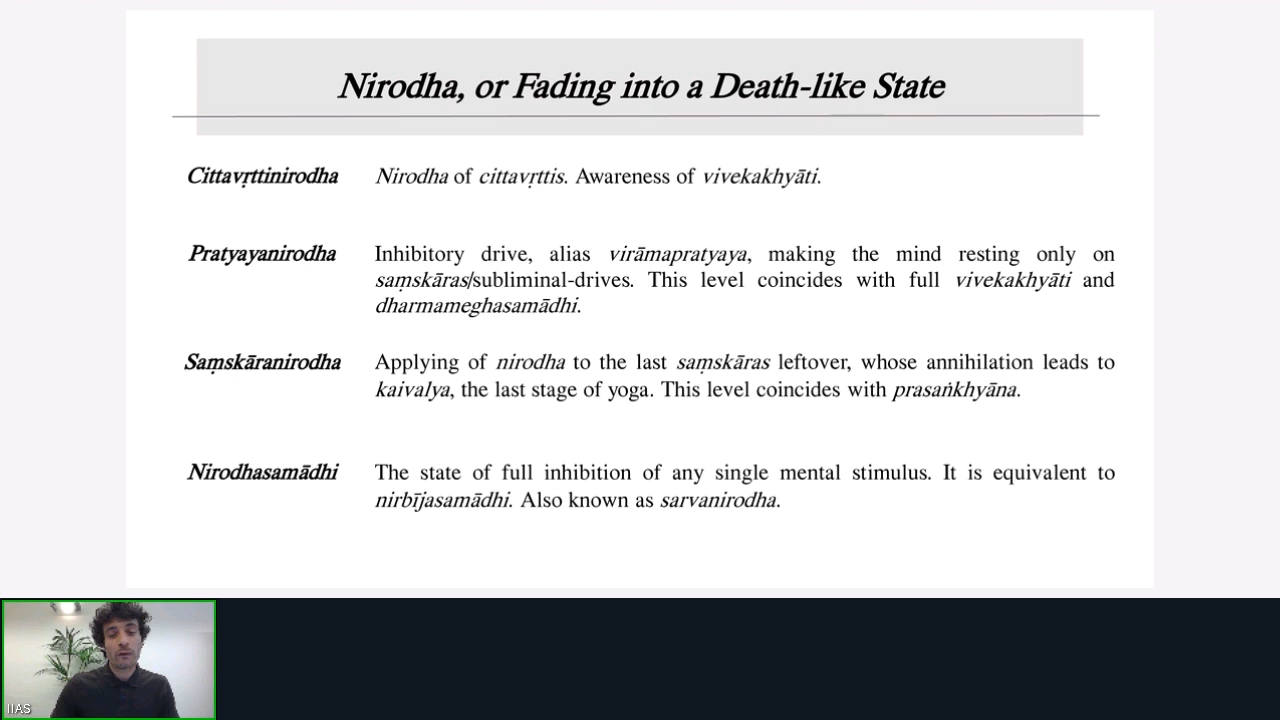 Nirodha, or Fading into a Death-like State
Cittavṛttinirodha Nirodha of cittavṛttis. Awareness of vivekakhyāti.
Pratyayanirodha Inhibitory drive, alias virāmapratyaya, making the mind resting only on
saṃskāras/subliminal-drives. This level coincides with full vivekakhyāti and
dharmameghasamādhi.
Saṃskāranirodha Applying of nirodha to the last saṃskāras leftover, whose annihilation leads to
kaivalya, the last stage of yoga. This level coincides with prasaṅkhyāna.
Nirodhasamādhi The state of full inhibition of any single mental stimulus. It is equivalent to
nirbījasamādhi. Also known as sarvanirodha.
IIAS